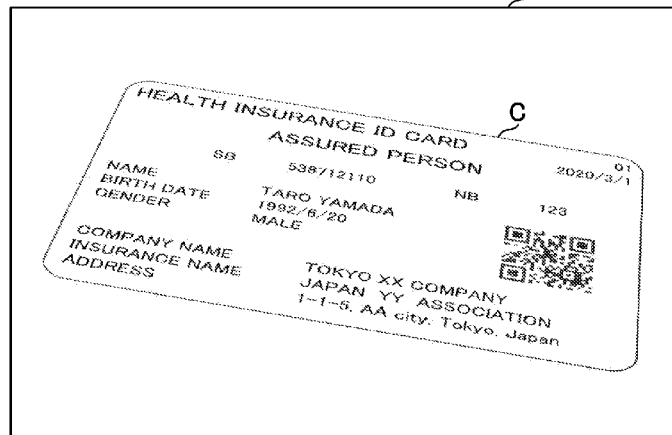 C
HEALTH INSURANCE ID CARD 01
ASSURED PERSON 2020/3/1
SB 538712110 NB 123
NAME TARO YAMADA
BIRTH DATE 1992/6/20
GENDER MALE
COMPANY NAME TOKYO XX COMPANY
INSURANCE NAME JAPAN YY ASSOCIATION
ADDRESS 1-1-5, AA city, Tokyo, Japan